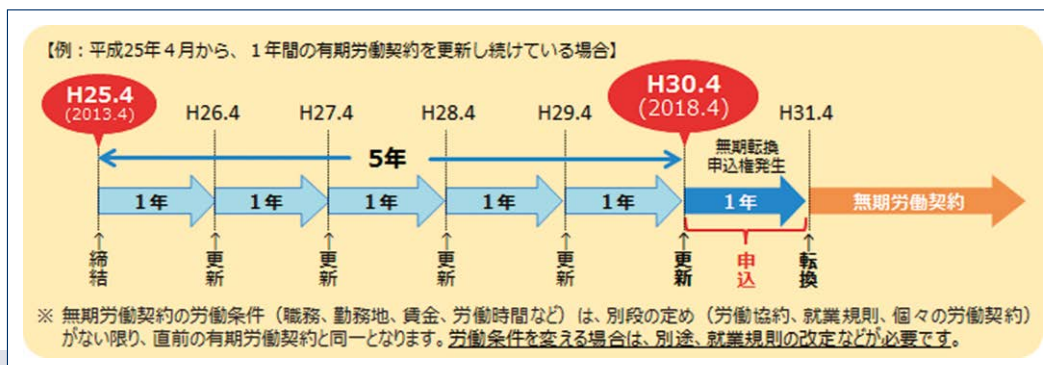 【例：平成25年４月から、１年間の有期労働契約を更新し続けている場合】
H25.4
(2013.4)
H26.4
H27.4
H28.4
H29.4
H30.4
(2018.4)
H31.4
5年
無期転換
申込権発生
１年
１年
１年
１年
１年
１年
無期労働契約
↑締結
↑更新
↑更新
↑更新
↑更新
↑更新
申込
↑転換
※ 無期労働契約の労働条件（職務、勤務地、賃金、労働時間など）は、別段の定め（労働協約、就業規則、個々の労働契約）
がない限り、直前の有期労働契約と同一となります。労働条件を変える場合は、別途、就業規則の改定などが必要です。